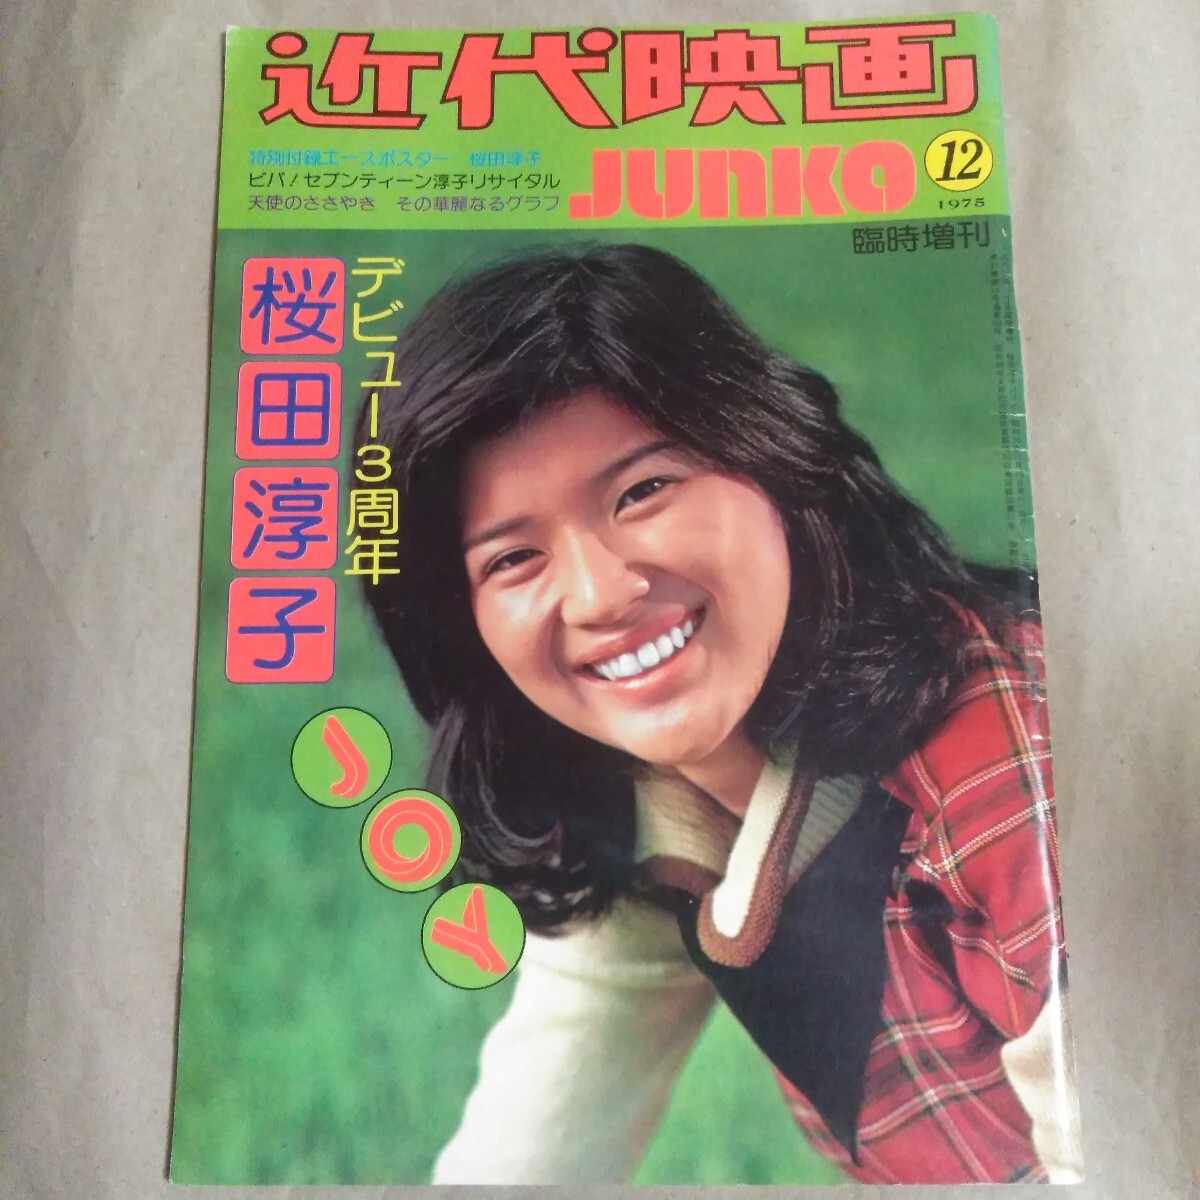 近代映画
特別付録エースポスター 桜田淳子
ビバ!セブンティーン淳子リサイタル
天使のささやき その華麗なるグラフ
JUNKO
12
1975
臨時増刊
デビュー3周年
桜田淳子
JOY